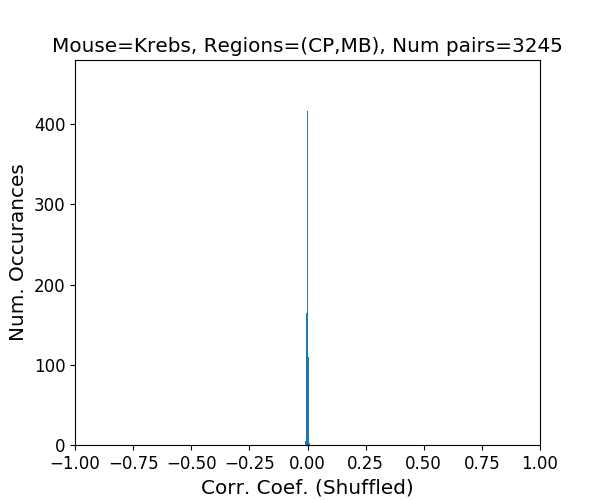 Mouse=Krebs, Regions=(CP,MB), Num pairs=3245
Num. Occurances
400
300
200
100
0
−1.00 −0.75 −0.50 −0.25 0.00 0.25 0.50 0.75 1.00
Corr. Coef. (Shuffled)